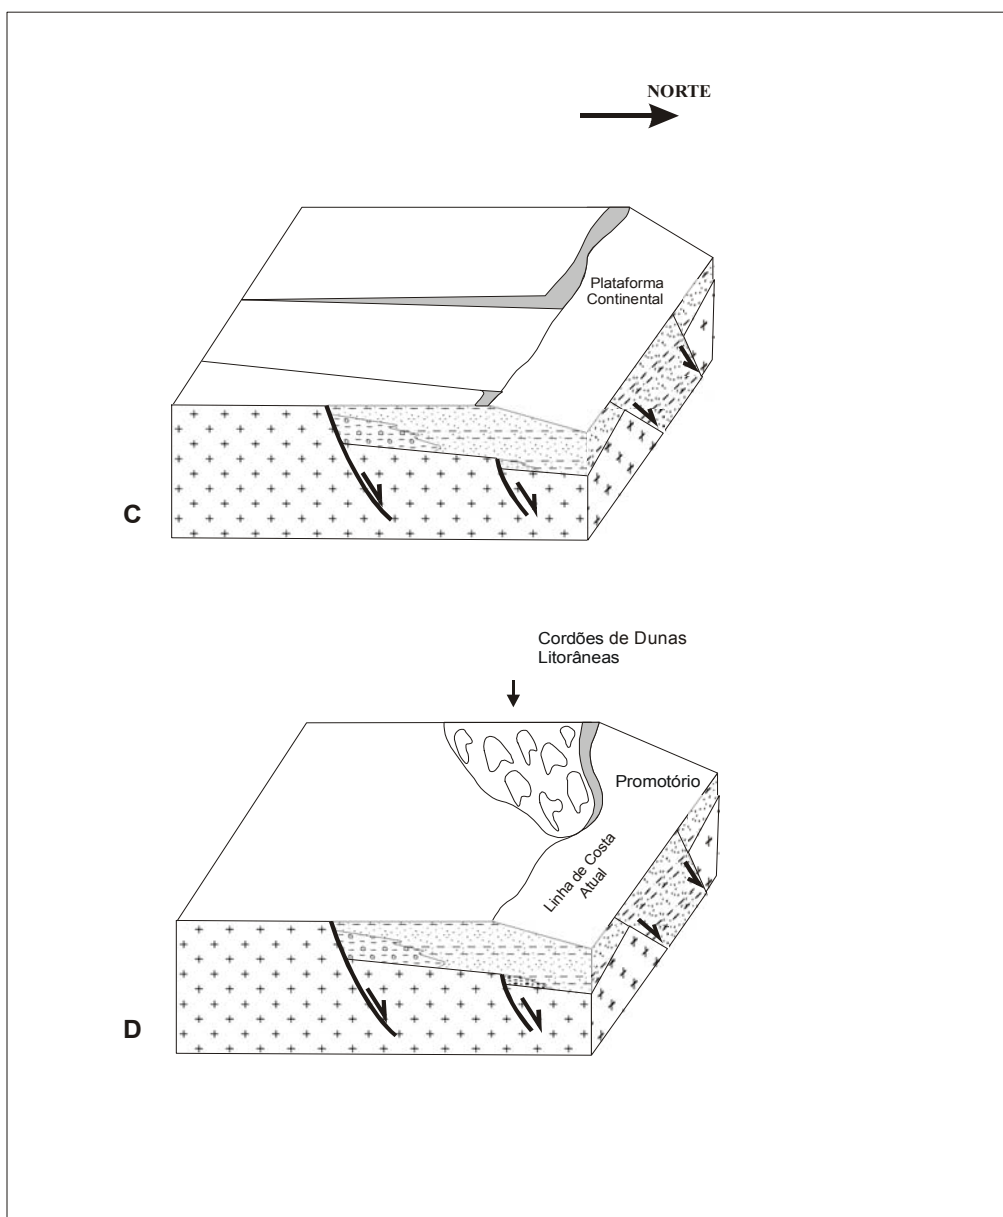 NORTE
Plataforma
Continental
C
Cordões de Dunas
Litorâneas
Promotório
Linha de Costa
Atual
D